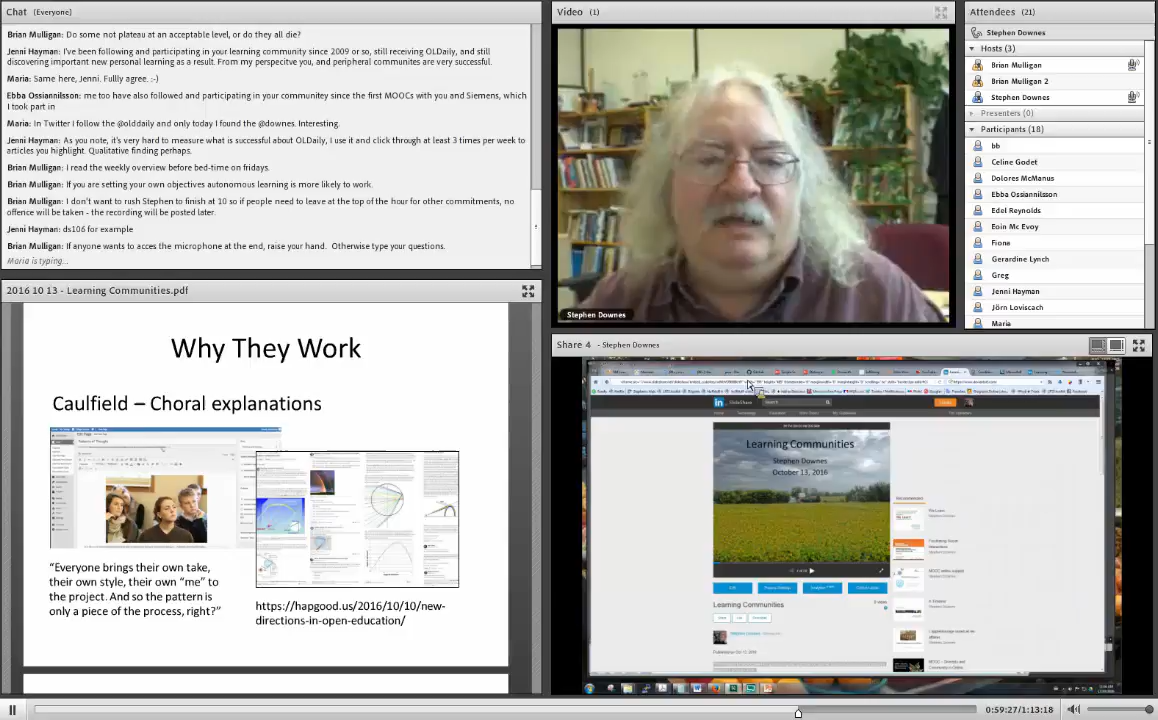 Chat (Everyone)
Brian Mulligan: Do some not plateau at an acceptable level, or do they all die?
Jenni Hayman: I've been following and participating in your learning community since 2009 or so, still receiving OLDaily, and still
discovering important new personal learning as a result. From my perspecitve you, and peripheral communites are very successful.
Maria: Same here, Jenni. Fullly agree. :-)
Ebba Ossiannilsson: me too have also followed and participating in your community since the first MOOCs with you and Siemens, which
I took part in
Maria: In Twitter I follow the @olddaily and only today I found the @downes. Interesting.
Jenni Hayman: As you note, it's very hard to measure what is successful about OLDaily, I use it and click through at least 3 times per week to
articles you highlight. Qualitative finding perhaps.
Brian Mulligan: I read the weekly overview before bed-time on fridays.
Brian Mulligan: If you are setting your own objectives autonomous learning is more likely to work.
Brian Mulligan: I don't want to rush Stephen to finish at 10 so if people need to leave at the top of the hour for other commitments, no
offence will be taken - the recording will be posted later.
Jenni Hayman: ds106 for example
Brian Mulligan: If anyone wants to acces the microphone at the end, raise your hand. Otherwise type your questions.
Maria is typing...
2016 10 13 - Learning Communities.pdf
Why They Work
Caulfield – Choral explanations
“Everyone brings their own take,
their own style, their own “me” to
the project. And so the pattern is
only a piece of the process, right?”
https://hapgood.us/2016/10/10/new-
directions-in-open-education/
Video (1)
Stephen Downes
Attendees (21)
Stephen Downes
Hosts (3)
Brian Mulligan
Brian Mulligan 2
Stephen Downes
Presenters (0)
Participants (18)
bb
Celine Godet
Dolores McManus
Ebba Ossiannilsson
Edel Reynolds
Eoin Mc Evoy
Fiona
Gerardine Lynch
Greg
Jenni Hayman
Jörn Loviscach
Maria
Share 4 - Stephen Downes
Learning Communities
Stephen Downes
October 13, 2016
Learning Communities
0:59:27/1:13:18